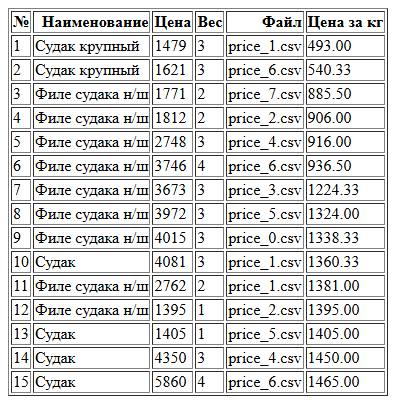 № Наименование Цена Вес Файл Цена за кг
1 Судак крупный 1479 3 price_1.csv 493.00
2 Судак крупный 1621 3 price_6.csv 540.33
3 Филе судака н/ш 1771 2 price_7.csv 885.50
4 Филе судака н/ш 1812 2 price_2.csv 906.00
5 Филе судака н/ш 2748 3 price_4.csv 916.00
6 Филе судака н/ш 3746 4 price_6.csv 936.50
7 Филе судака н/ш 3673 3 price_3.csv 1224.33
8 Филе судака н/ш 3972 3 price_5.csv 1324.00
9 Филе судака н/ш 4015 3 price_0.csv 1338.33
10 Судак 4081 3 price_1.csv 1360.33
11 Филе судака н/ш 2762 2 price_1.csv 1381.00
12 Филе судака н/ш 1395 1 price_2.csv 1395.00
13 Судак 1405 1 price_5.csv 1405.00
14 Судак 4350 3 price_4.csv 1450.00
15 Судак 5860 4 price_6.csv 1465.00